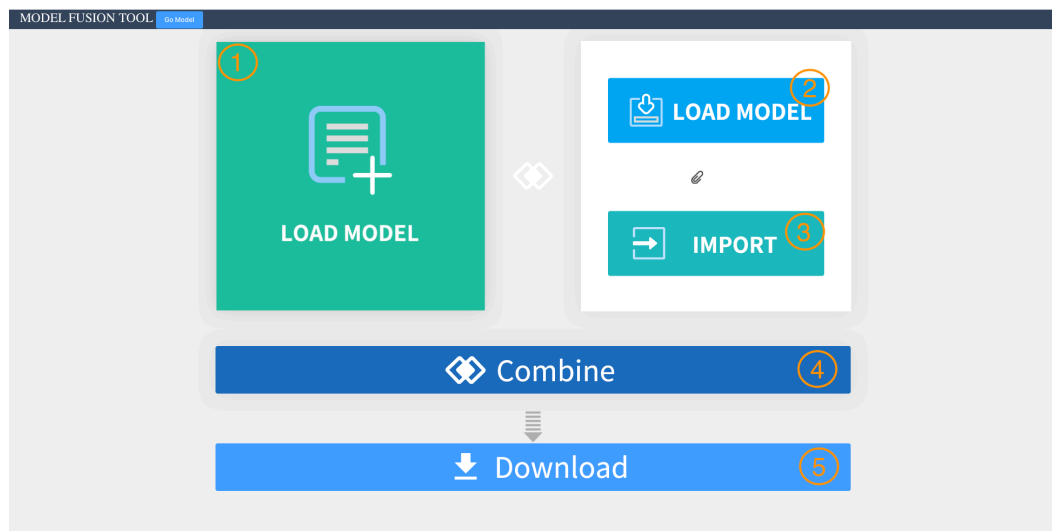 MODEL FUSION TOOL Go Model
1
LOAD MODEL
2
LOAD MODEL
3
IMPORT
Combine 4
Download 5